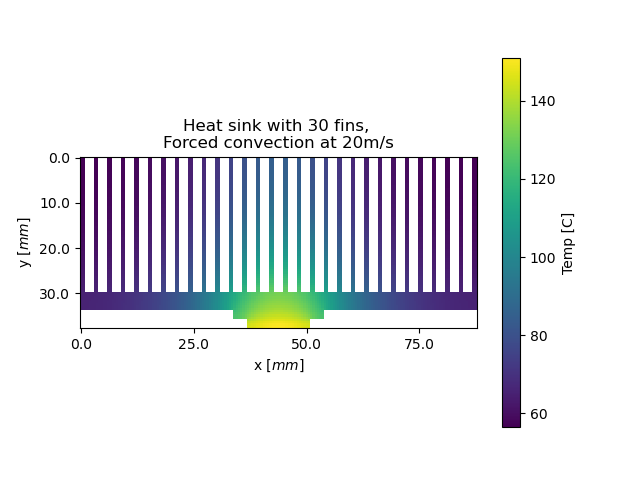 Heat sink with 30 fins,
Forced convection at 20m/s
0.0
10.0
20.0
30.0
y [mm]
0.0 25.0 50.0 75.0
x [mm]
140
120
100
80
60
Temp [C]